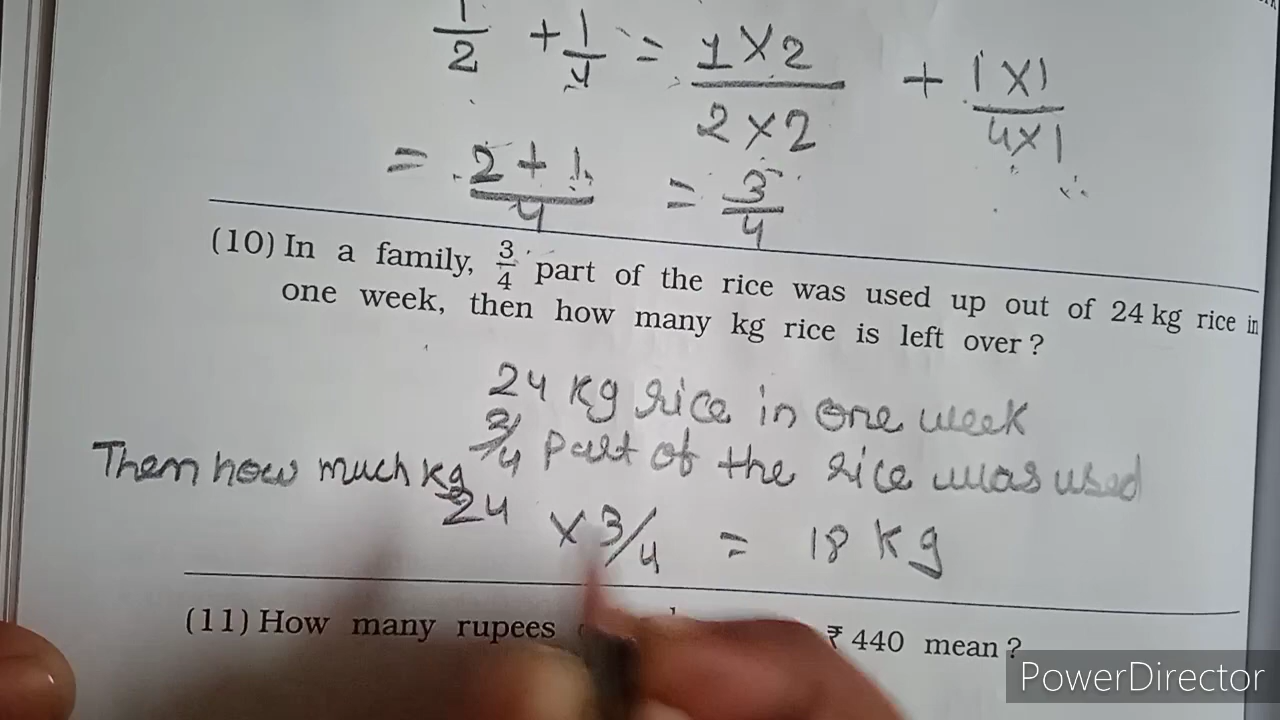 1/2 + 1/4 = 1×2/2×2 + 1×1/4×1
= 2+1/4 = 3/4
(10) In a family, 3/4 part of the rice was used up out of 24 kg rice in
one week, then how many kg rice is left over ?
24 kg rice in one week
3/4 part of the rice was used
Them how much kg
24 × 3/4 = 18 kg
(11) How many rupees ₹ 440 mean ?
PowerDirector